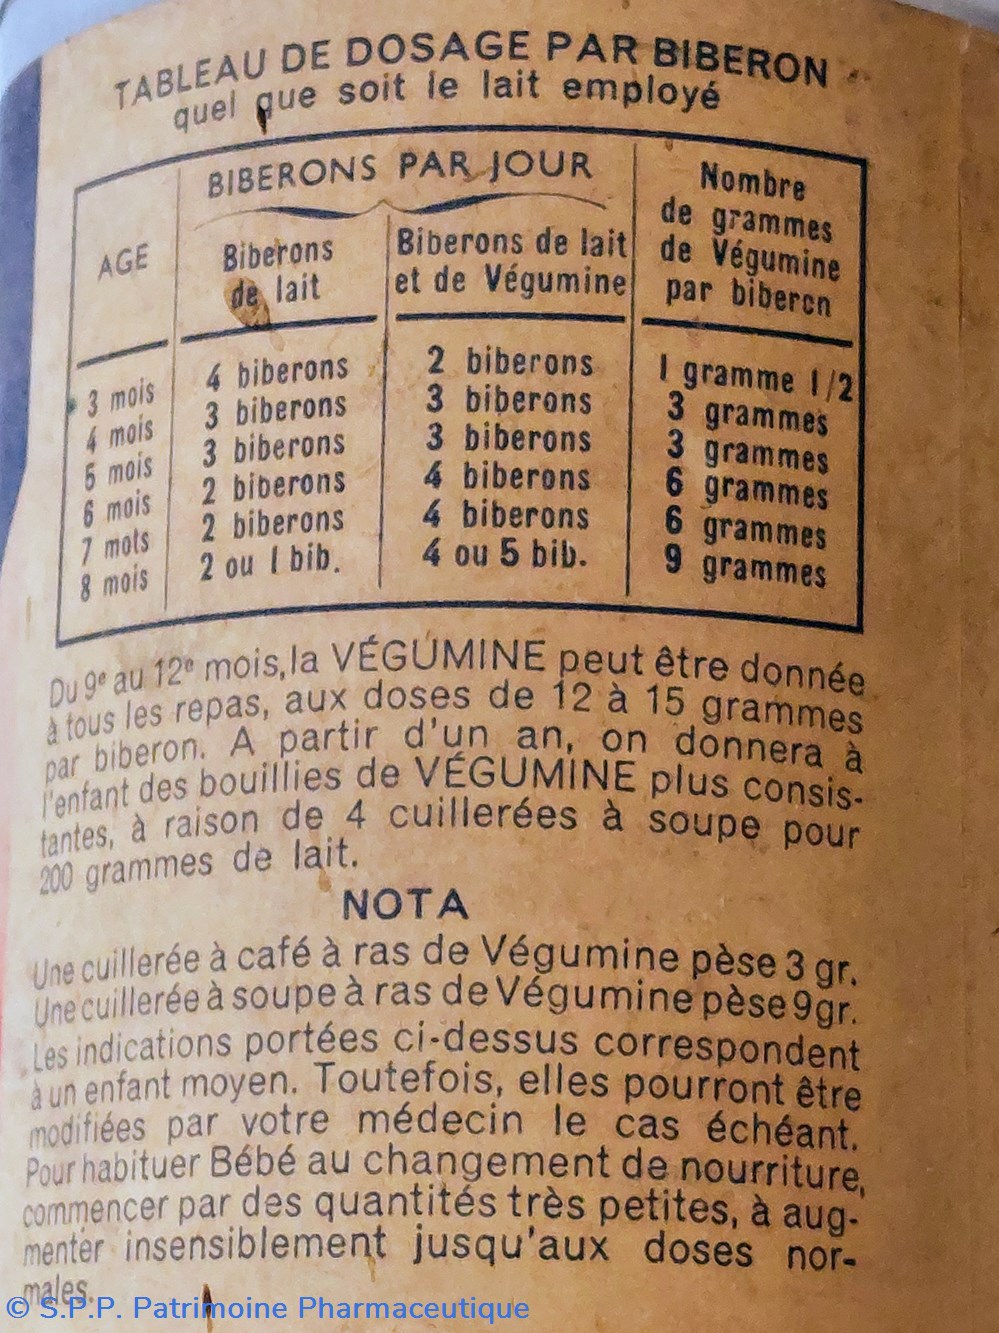 TABLEAU DE DOSAGE PAR BIBERON
quel que soit le lait employé
AGE
BIBERONS PAR JOUR
Biberons
de lait
Biberons de lait
et de Végumine
Nombre
de grammes
de Végumine
par biberon
3 mois 4 biberons 2 biberons 1 gramme 1/2
4 mois 3 biberons 3 biberons 3 grammes
5 mois 3 biberons 3 biberons 3 grammes
6 mois 2 biberons 4 biberons 6 grammes
7 mois 2 biberons 4 biberons 6 grammes
8 mois 2 ou 1 bib. 4 ou 5 bib. 9 grammes
Du 9e au 12e mois, la VÉGUMINE peut être donnée
à tous les repas, aux doses de 12 à 15 grammes
par biberon. A partir d'un an, on donnera à
l'enfant des bouillies de VÉGUMINE plus consis-
tantes, à raison de 4 cuillerées à soupe pour
200 grammes de lait.
NOTA
Une cuillerée à café à ras de Végumine pèse 3 gr.
Une cuillerée à soupe à ras de Végumine pèse 9 gr.
Les indications portées ci-dessus correspondent
à un enfant moyen. Toutefois, elles pourront être
modifiées par votre médecin le cas échéant.
Pour habituer Bébé au changement de nourriture,
commencer par des quantités très petites, à aug-
menter insensiblement jusqu'aux doses nor-
males.
© S.P.P. Patrimoine Pharmaceutique